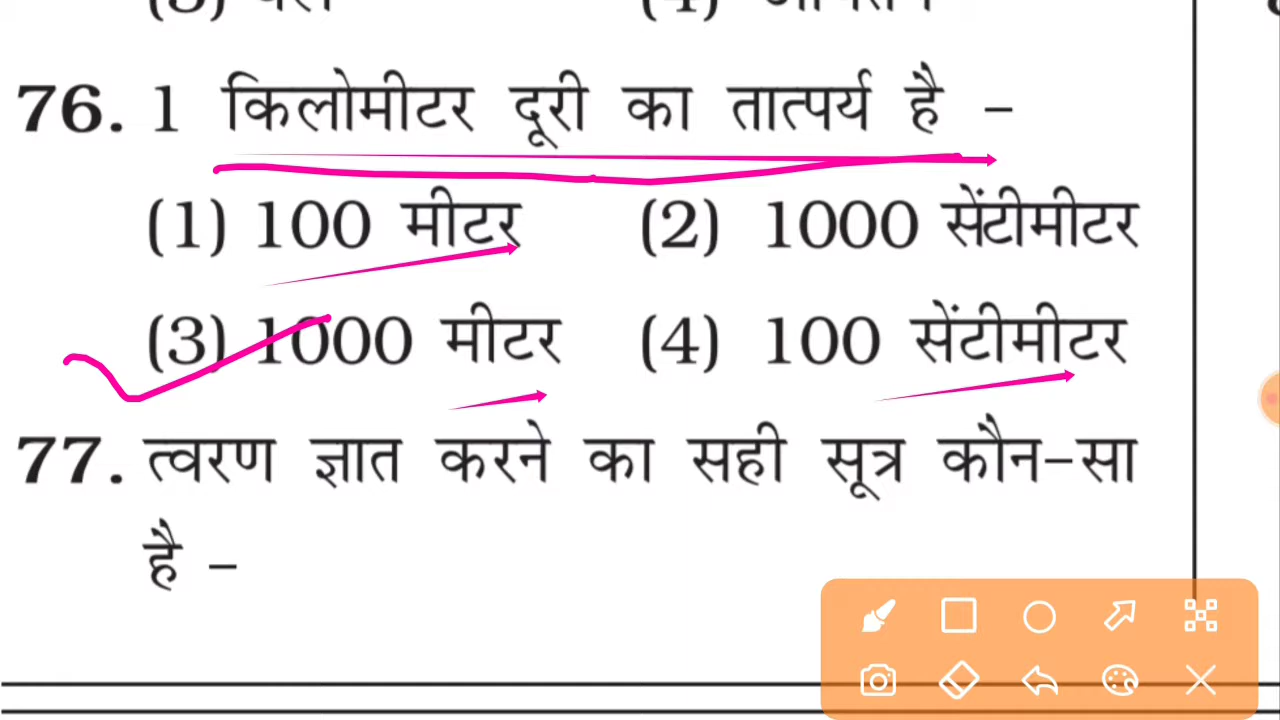 76. 1 किलोमीटर दूरी का तात्पर्य है –
(1) 100 मीटर (2) 1000 सेंटीमीटर
(3) 1000 मीटर (4) 100 सेंटीमीटर
77. त्वरण ज्ञात करने का सही सूत्र कौन–सा
है –